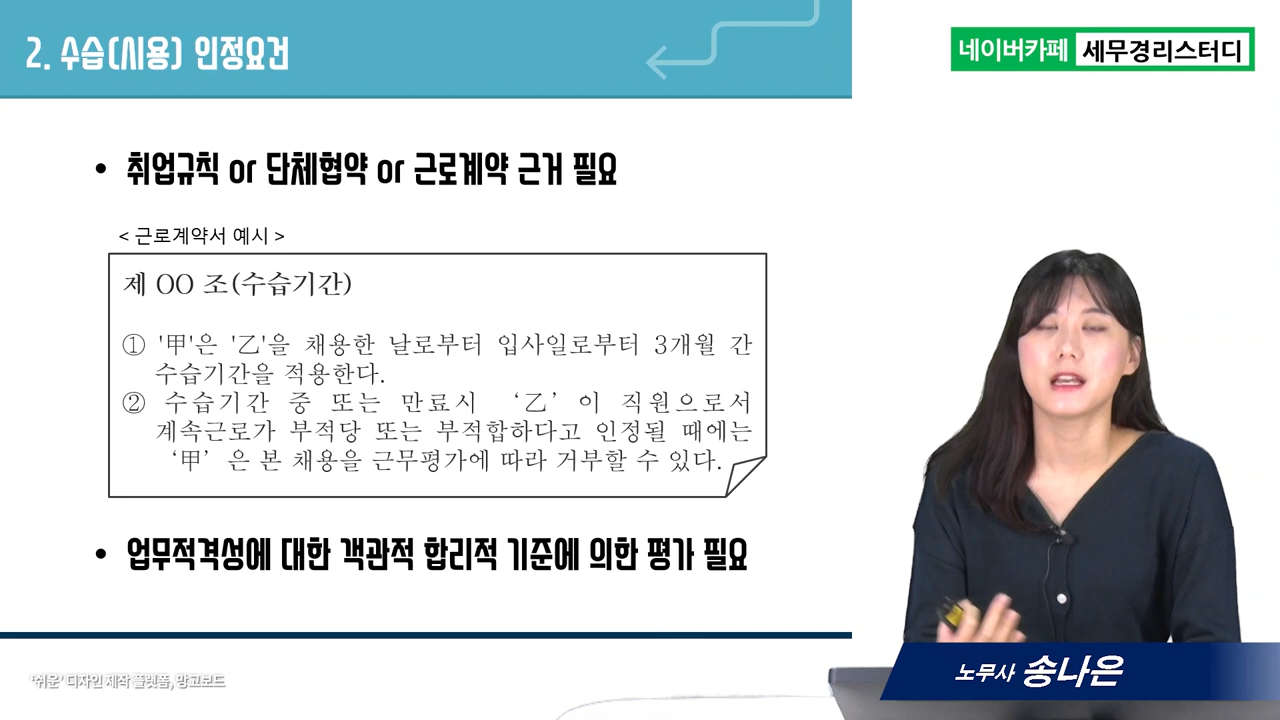 2. 수습(시용) 인정요건
네이버카페 세무경리스터디
• 취업규칙 or 단체협약 or 근로계약 근거 필요
< 근로계약서 예시 >
제 OO 조(수습기간)
① '甲'은 '乙'을 채용한 날로부터 입사일로부터 3개월 간
수습기간을 적용한다.
② 수습기간 중 또는 만료시 ‘乙’이 직원으로서
계속근로가 부적당 또는 부적합하다고 인정될 때에는
‘甲’은 본 채용을 근무평가에 따라 거부할 수 있다.
• 업무적격성에 대한 객관적 합리적 기준에 의한 평가 필요
노무사 송나은
‘쉬운’ 디자인 제작 플랫폼, 망고보드